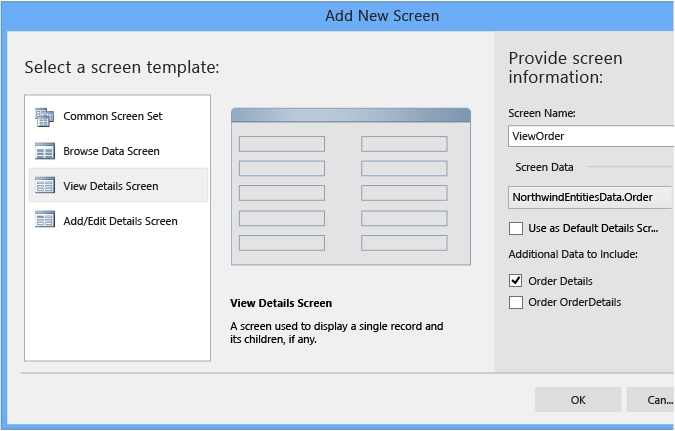 Add New Screen
Select a screen template:
Common Screen Set
Browse Data Screen
View Details Screen
Add/Edit Details Screen
View Details Screen
A screen used to display a single record and
its children, if any.
Provide screen
information:
Screen Name:
ViewOrder
Screen Data
NorthwindEntitiesData.Order
Use as Default Details Scr...
Additional Data to Include:
Order Details
Order OrderDetails
OK
Can...